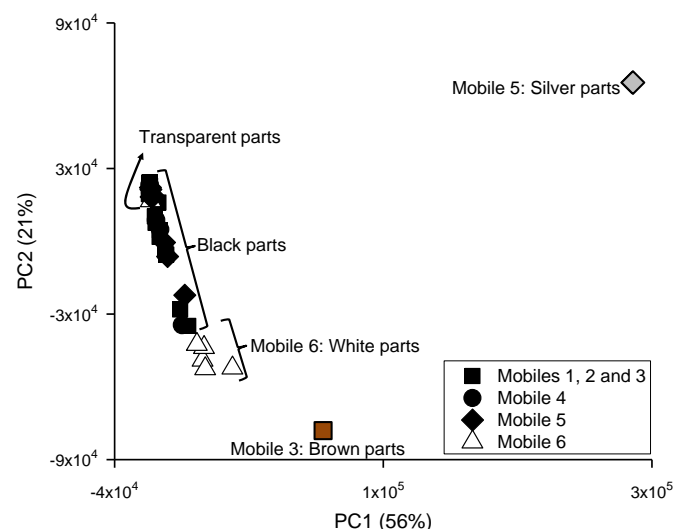 9x10⁴
Mobile 5: Silver parts
Transparent parts
3x10⁴
Black parts
PC2 (21%)
-3x10⁴
Mobile 6: White parts
Mobiles 1, 2 and 3
Mobile 4
Mobile 5
Mobile 6
Mobile 3: Brown parts
-9x10⁴
-4x10⁴ 1x10⁵ 3x10⁵
PC1 (56%)